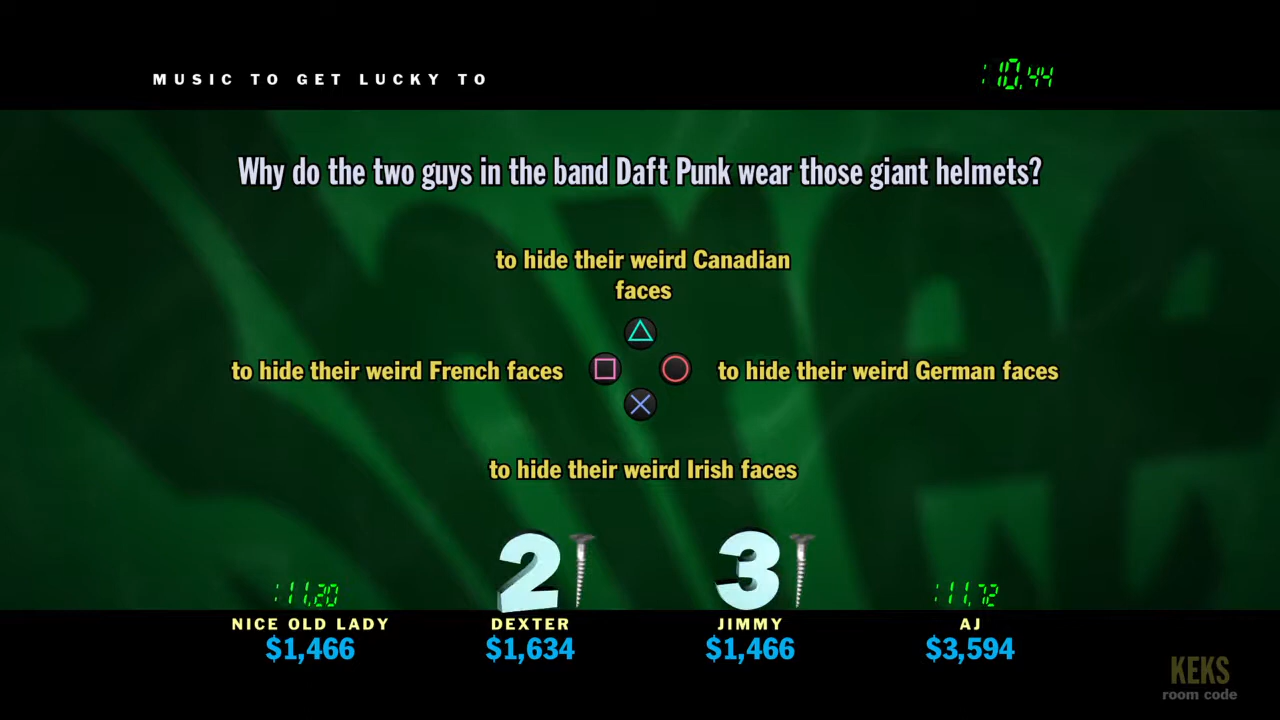 MUSIC TO GET LUCKY TO
:10.44
Why do the two guys in the band Daft Punk wear those giant helmets?
to hide their weird Canadian
faces
to hide their weird French faces
to hide their weird German faces
to hide their weird Irish faces
:11.20
2
3
:11.72
NICE OLD LADY
DEXTER
JIMMY
AJ
$1,466
$1,634
$1,466
$3,594
KEKS
room code